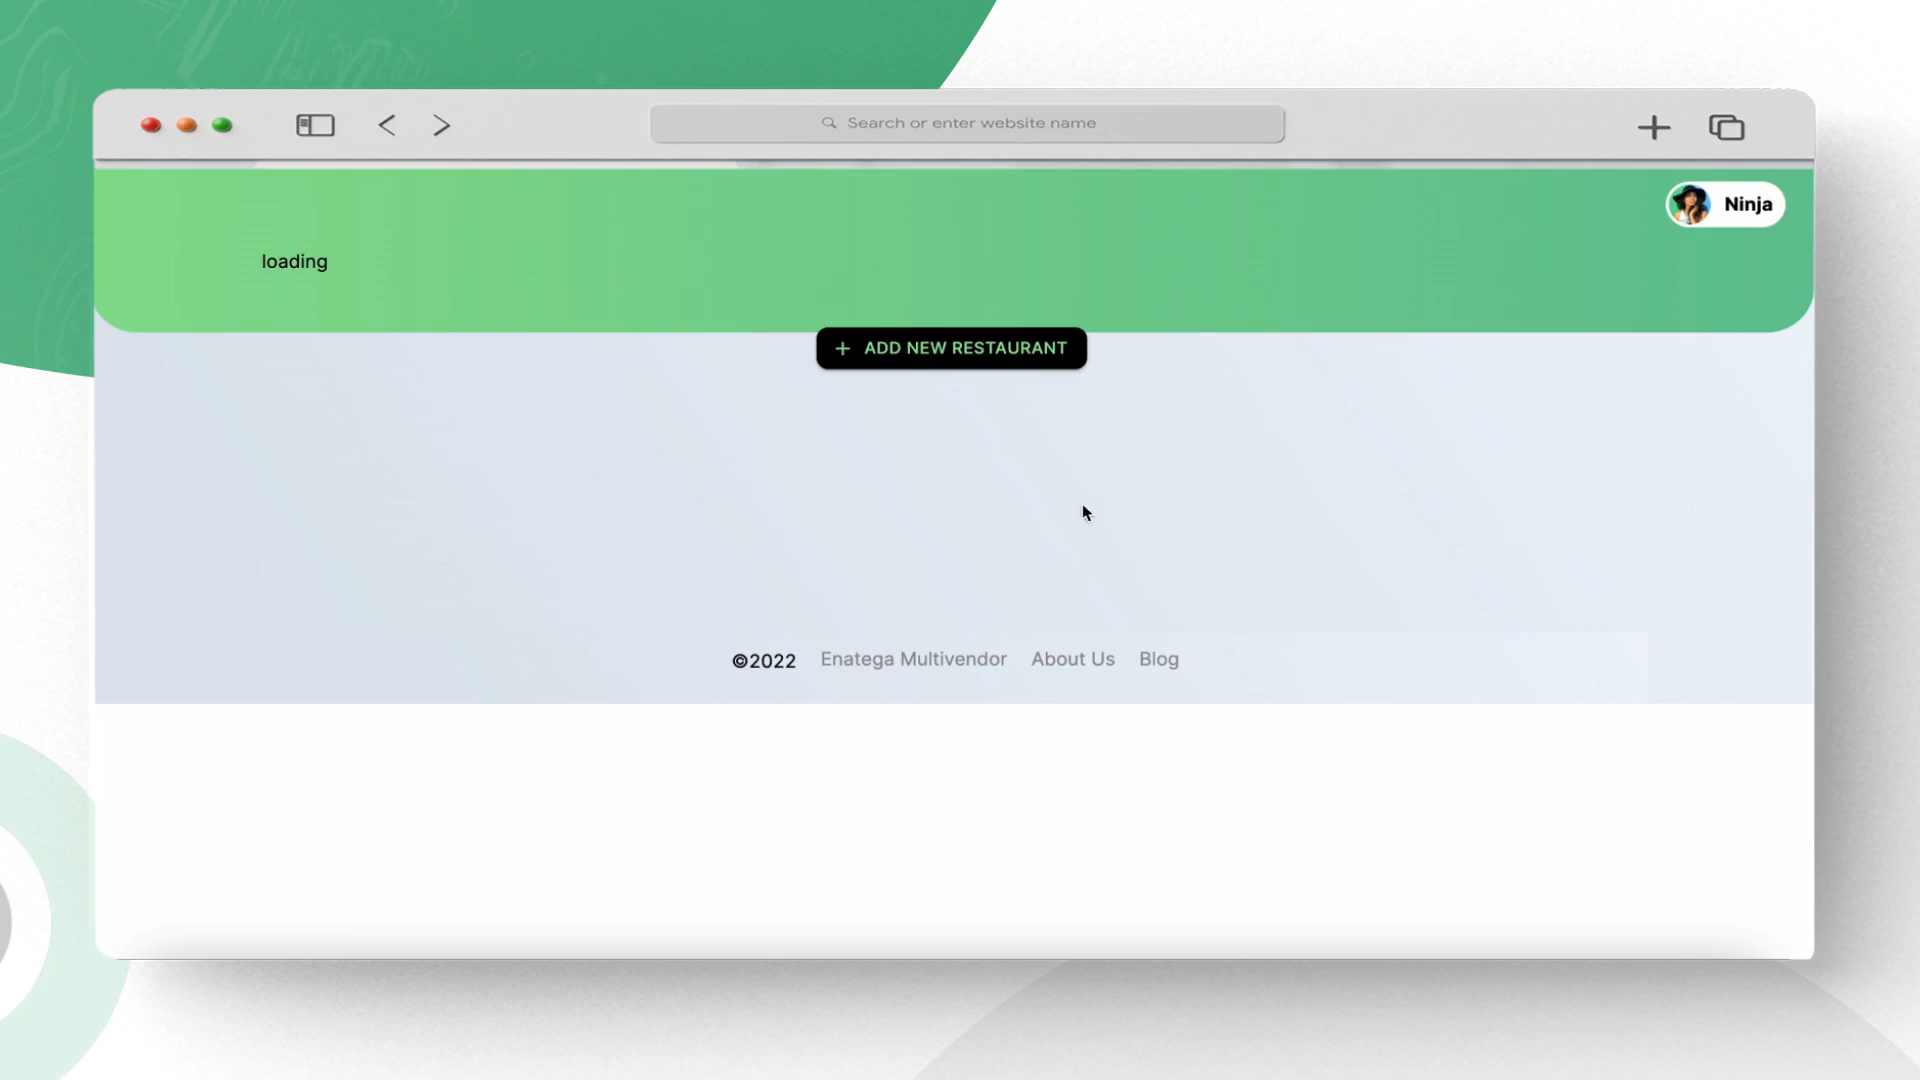 Search or enter website name
Ninja
loading
+ ADD NEW RESTAURANT
©2022 Enatega Multivendor About Us Blog